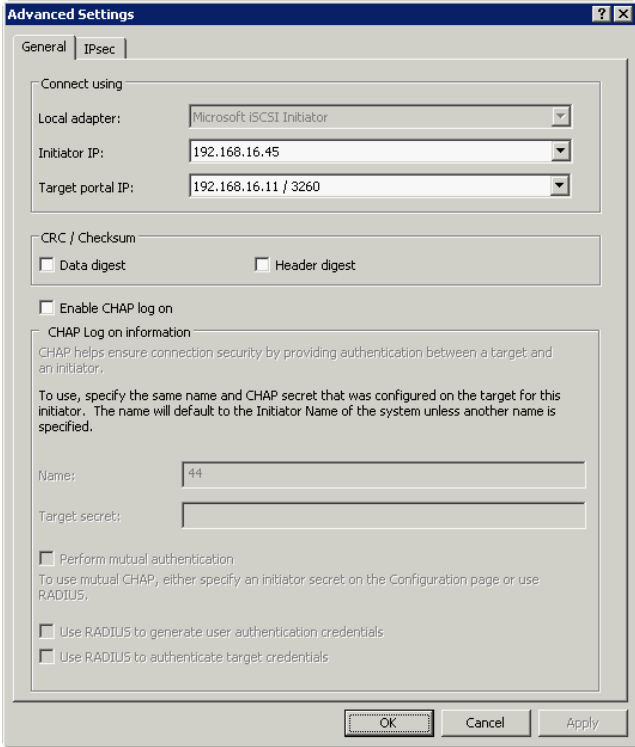 Advanced Settings
General
IPsec
Connect using
Local adapter:
Microsoft iSCSI Initiator
Initiator IP:
192.168.16.45
Target portal IP:
192.168.16.11 / 3260
CRC / Checksum
Data digest
Header digest
Enable CHAP log on
CHAP Log on information
CHAP helps ensure connection security by providing authentication between a target and
an initiator.
To use, specify the same name and CHAP secret that was configured on the target for this
initiator. The name will default to the Initiator Name of the system unless another name is
specified.
Name:
44
Target secret:
Perform mutual authentication
To use mutual CHAP, either specify an initiator secret on the Configuration page or use
RADIUS.
Use RADIUS to generate user authentication credentials
Use RADIUS to authenticate target credentials
OK
Cancel
Apply